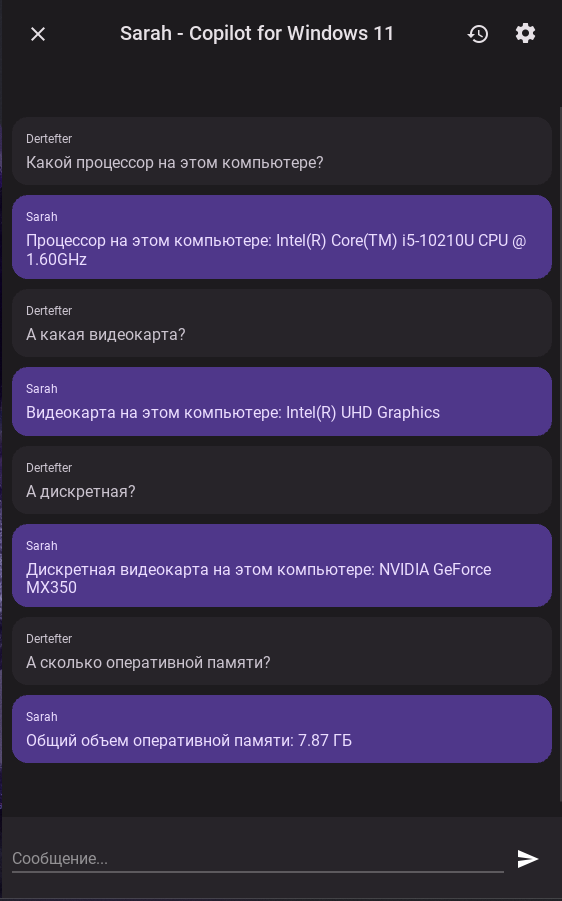 Sarah - Copilot for Windows 11
Dertefter
Какой процессор на этом компьютере?
Sarah
Процессор на этом компьютере: Intel(R) Core(TM) i5-10210U CPU @
1.60GHz
Dertefter
А какая видеокарта?
Sarah
Видеокарта на этом компьютере: Intel(R) UHD Graphics
Dertefter
А дискретная?
Sarah
Дискретная видеокарта на этом компьютере: NVIDIA GeForce
MX350
Dertefter
А сколько оперативной памяти?
Sarah
Общий объем оперативной памяти: 7.87 ГБ
Сообщение...